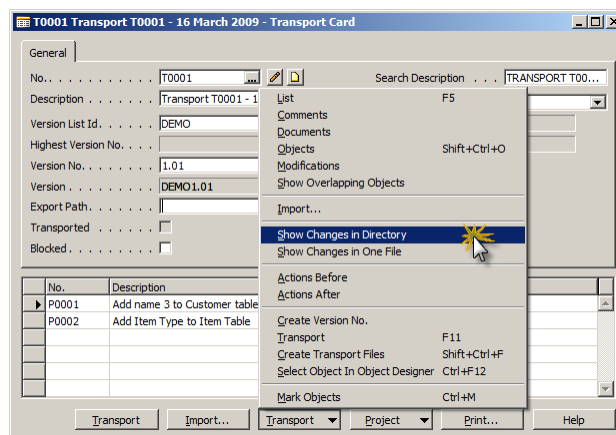 T0001 Transport T0001 - 16 March 2009 - Transport Card
General
No. . . . . . . . . . . . T0001 ... Search Description . . . TRANSPORT T00...
Description . . . . . . . . Transport T0001 - 1
Version List Id. . . . . . DEMO
Highest Version No. . . .
Version No. . . . . . . . . 1.01
Version . . . . . . . . . . DEMO1.01
Export Path. . . . . . . .
Transported . . . . . . .
Blocked . . . . . . . . . .
List F5
Comments
Documents
Objects Shift+Ctrl+O
Modifications
Show Overlapping Objects
Import...
Show Changes in Directory
Show Changes in One File
Actions Before
Actions After
Create Version No.
Transport F11
Create Transport Files Shift+Ctrl+F
Select Object In Object Designer Ctrl+F12
Mark Objects Ctrl+M
No. Description
P0001 Add name 3 to Customer table
P0002 Add Item Type to Item Table
Transport Import... Transport Project Print... Help